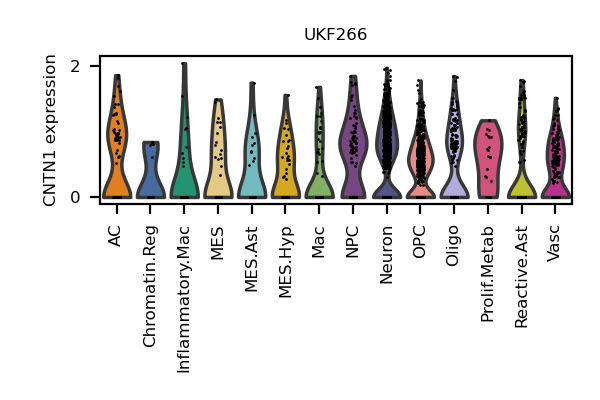 UKF266
CNTN1 expression
2
0
AC
Chromatin.Reg
Inflammatory.Mac
MES
MES.Ast
MES.Hyp
Mac
NPC
Neuron
OPC
Oligo
Prolif.Metab
Reactive.Ast
Vasc